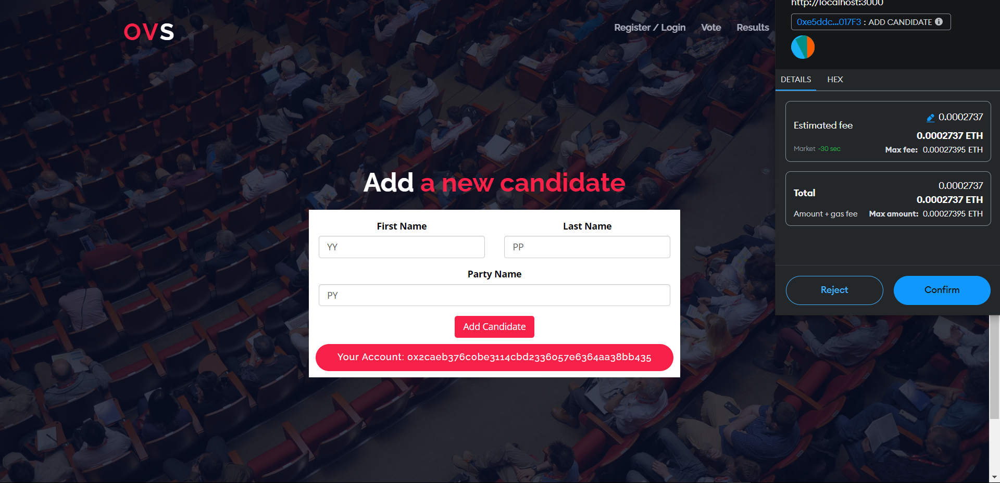 OVS
Register / Login
Vote
Results
Add a new candidate
First Name
Last Name
YY
PP
Party Name
PY
Add Candidate
Your Account: 0x2caeb376c0be3114cbd2336057e6364aa38bb435
http://localhost:3000
0xe5ddc...017F3 : ADD CANDIDATE
DETAILS
HEX
Estimated fee
0.0002737
0.0002737 ETH
Market ~30 sec
Max fee: 0.00027395 ETH
Total
0.0002737
0.0002737 ETH
Amount + gas fee
Max amount: 0.00027395 ETH
Reject
Confirm